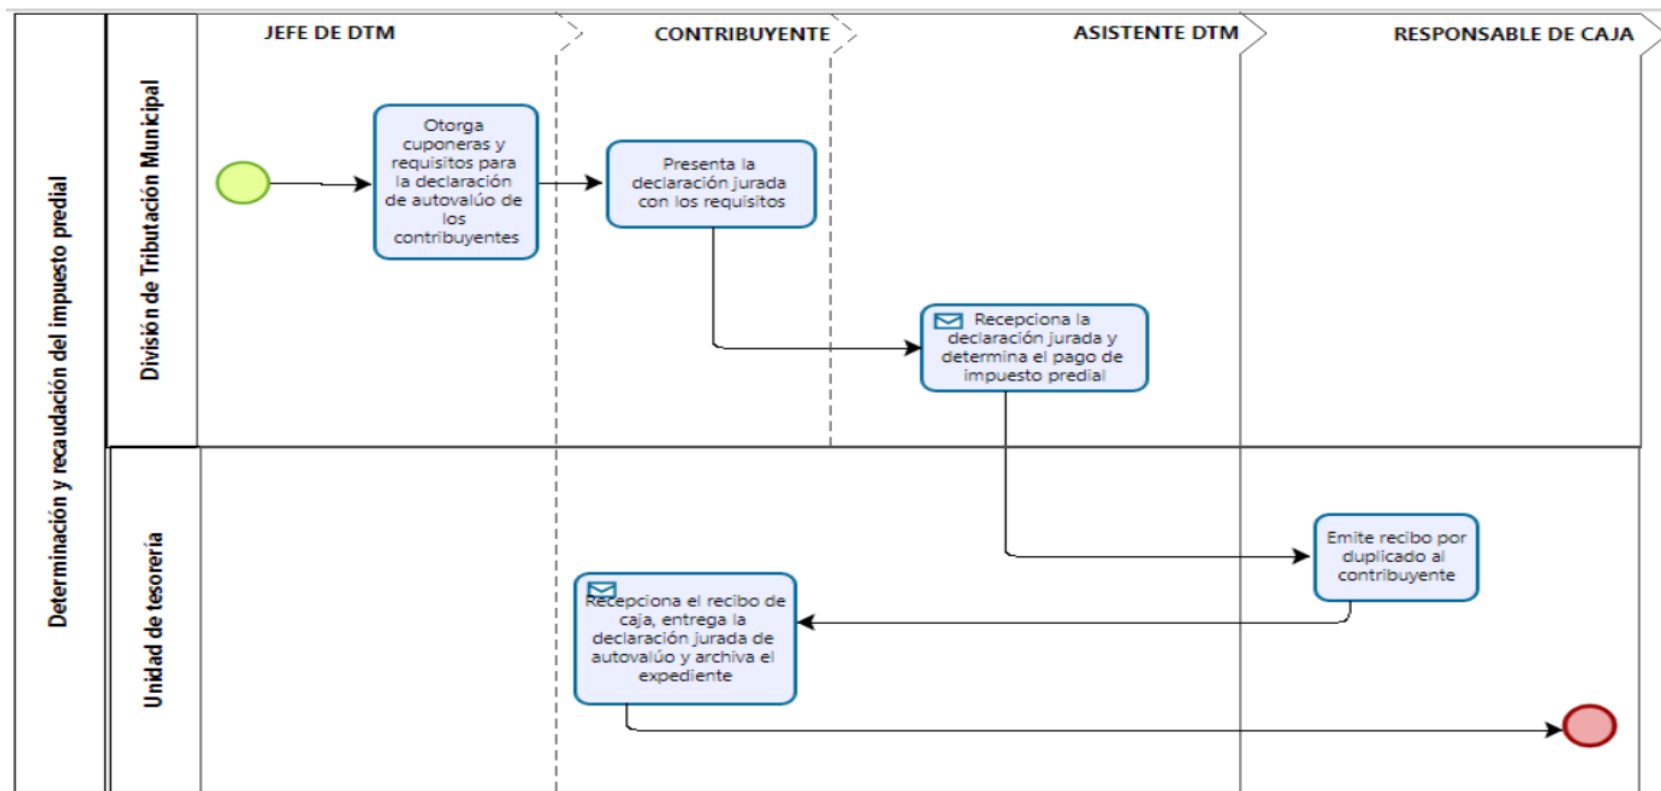 JEFE DE DTM
CONTRIBUYENTE
ASISTENTE DTM
RESPONSABLE DE CAJA
Determinación y recaudación del impuesto predial
División de Tributación Municipal
Otorga
cuponeras y
requisitos para
la declaración
de autovalúo de
los
contribuyentes
Presenta la
declaración jurada
con los requisitos
Recepciona la
declaración jurada y
determina el pago de
impuesto predial
Unidad de tesorería
Emite recibo por
duplicado al
contribuyente
Recepciona el recibo de
caja, entrega la
declaración jurada de
autovalúo y archiva el
expediente